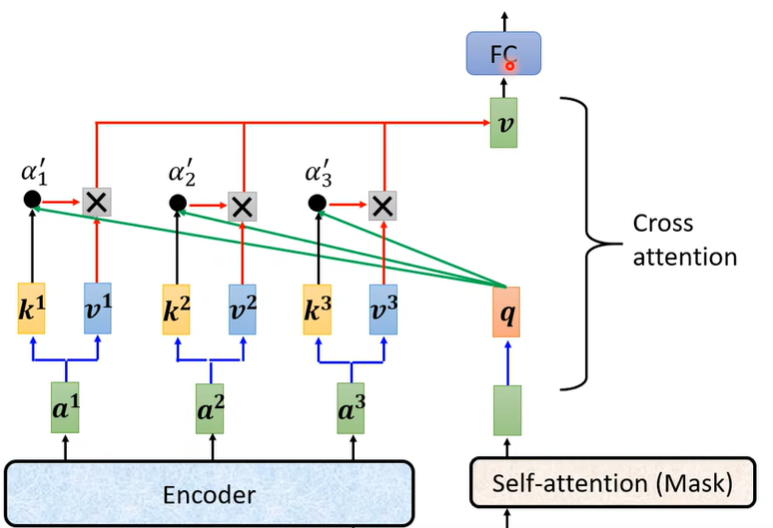 FC
v
α′₁
α′₂
α′₃
Cross
attention
k¹
v¹
k²
v²
k³
v³
q
a¹
a²
a³
Encoder
Self-attention (Mask)